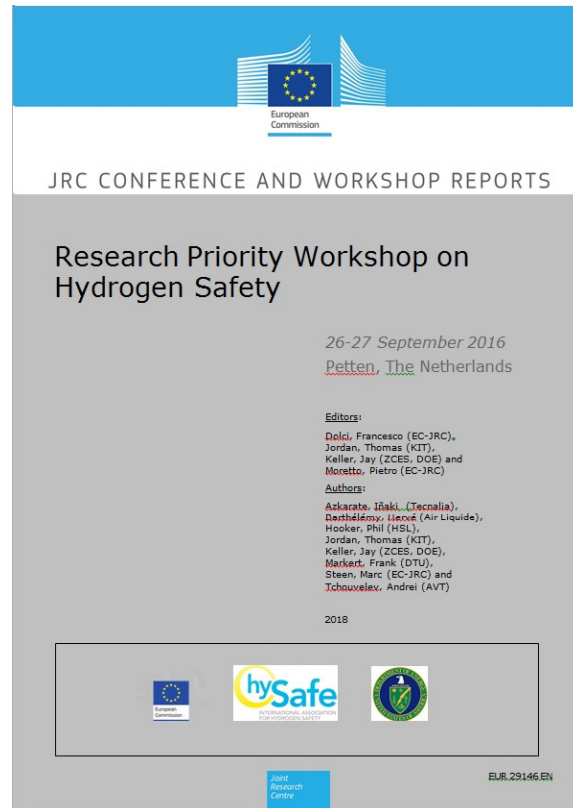 European
Commission
JRC CONFERENCE AND WORKSHOP REPORTS
Research Priority Workshop on
Hydrogen Safety
26-27 September 2016
Petten, The Netherlands
Editors:
Dolci, Francesco (EC-JRC),
Jordan, Thomas (KIT),
Keller, Jay (ZCES, DOE) and
Moretto, Pietro (EC-JRC)
Authors:
Azkarate, Iñaki (Tecnalia),
Barthélémy, Hervé (Air Liquide),
Hooker, Phil (HSL),
Jordan, Thomas (KIT),
Keller, Jay (ZCES, DOE),
Markert, Frank (DTU),
Steen, Marc (EC-JRC) and
Tchouvelev, Andrei (AVT)
2018
European
Commission
hySafe
INTERNATIONAL ASSOCIATION
FOR HYDROGEN SAFETY
Joint
Research
Centre
EUR 29146 EN